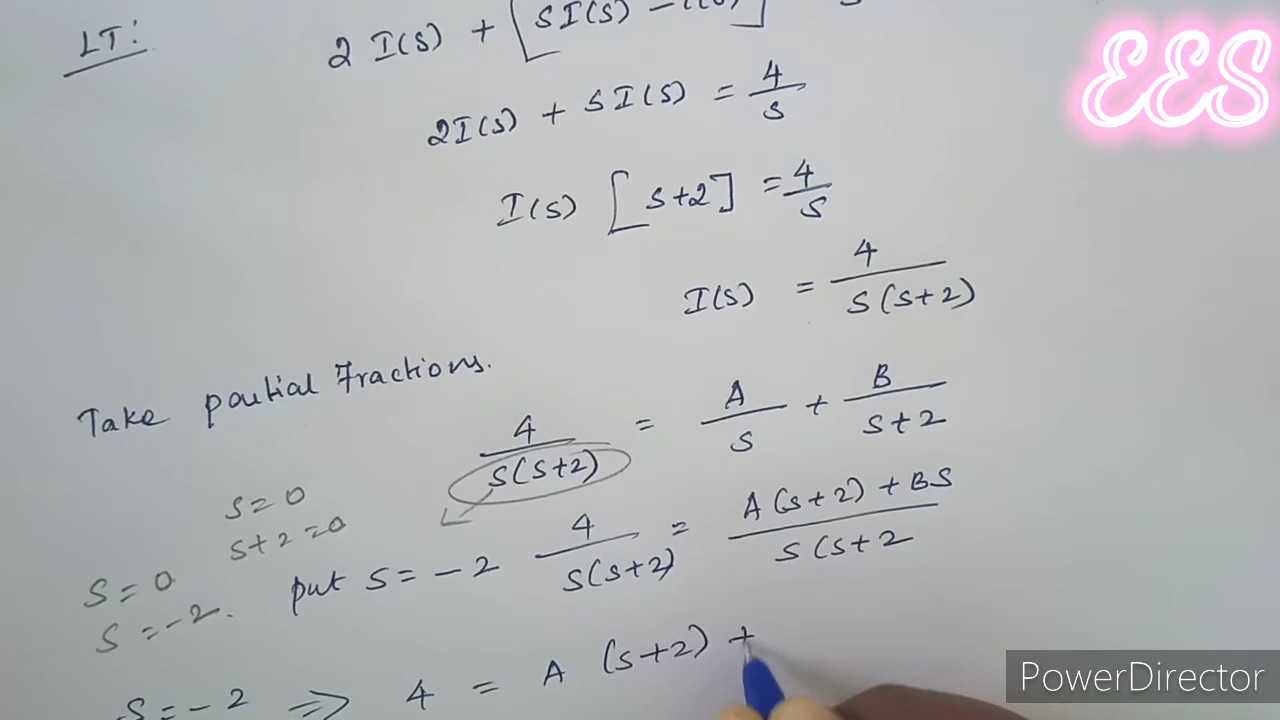 LT:
2 I(s) + [SI(s) -
2I(s) + SI(s) = 4/s
I(s) [s+2] = 4/s
I(s) = 4/s(s+2)
Take partial Fractions.
4/s(s+2) = A/s + B/s+2
s=0
s+2=0
S=0
S=-2.
put s=-2
4/s(s+2) = A(s+2)+BS/s(s+2
S=-2 => 4 = A (s+2) +
EES
PowerDirector